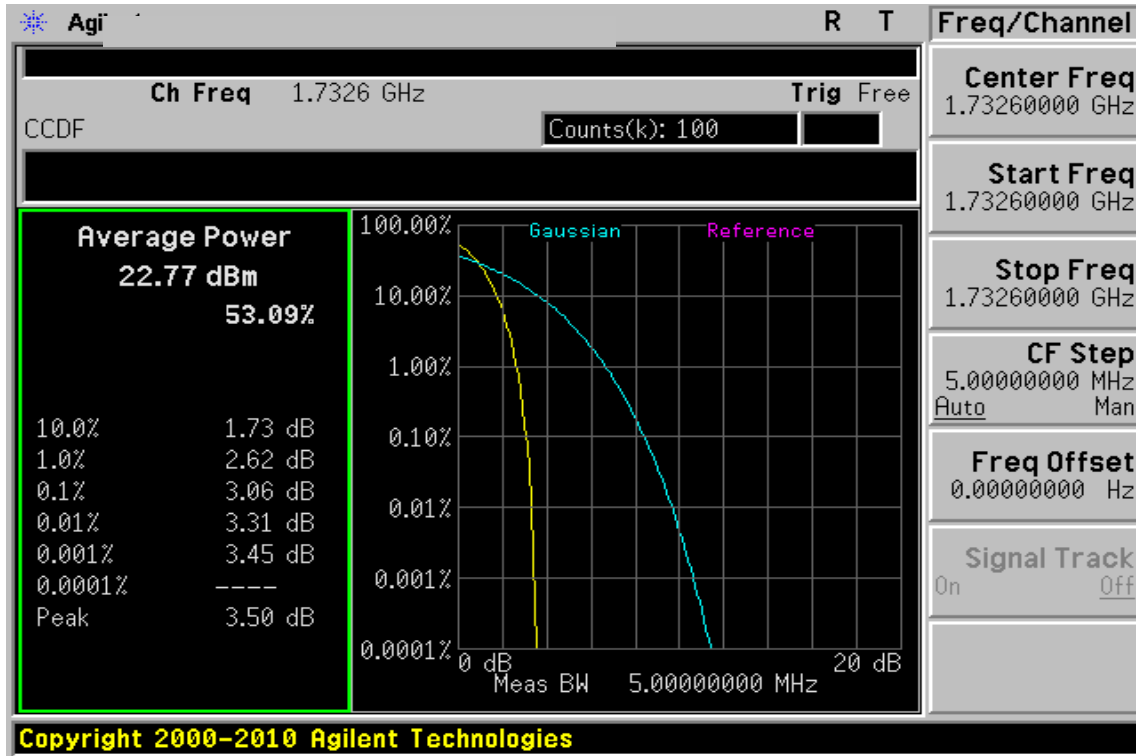 Agi R T
Freq/Channel
Ch Freq 1.7326 GHz Trig Free
CCDF Counts(k): 100
Center Freq
1.73260000 GHz
Start Freq
1.73260000 GHz
Stop Freq
1.73260000 GHz
CF Step
5.00000000 MHz
Auto Man
Freq Offset
0.00000000 Hz
Signal Track
On Off
Average Power
22.77 dBm
53.09%
10.0% 1.73 dB
1.0% 2.62 dB
0.1% 3.06 dB
0.01% 3.31 dB
0.001% 3.45 dB
0.0001% ----
Peak 3.50 dB
Gaussian Reference
100.00%
10.00%
1.00%
0.10%
0.01%
0.001%
0.0001%
0 dB 20 dB
Meas BW 5.00000000 MHz
Copyright 2000-2010 Agilent Technologies